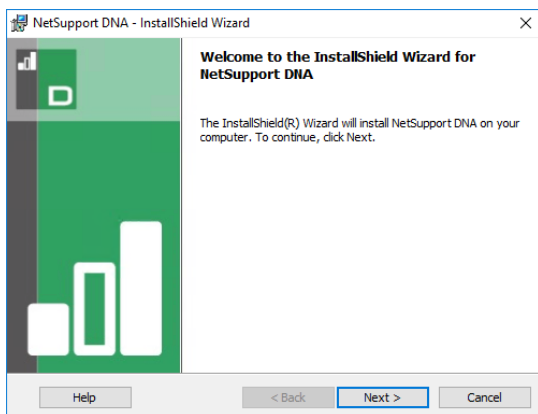 NetSupport DNA - InstallShield Wizard
Welcome to the InstallShield Wizard for
NetSupport DNA
The InstallShield(R) Wizard will install NetSupport DNA on your
computer. To continue, click Next.
D
Help
< Back
Next >
Cancel